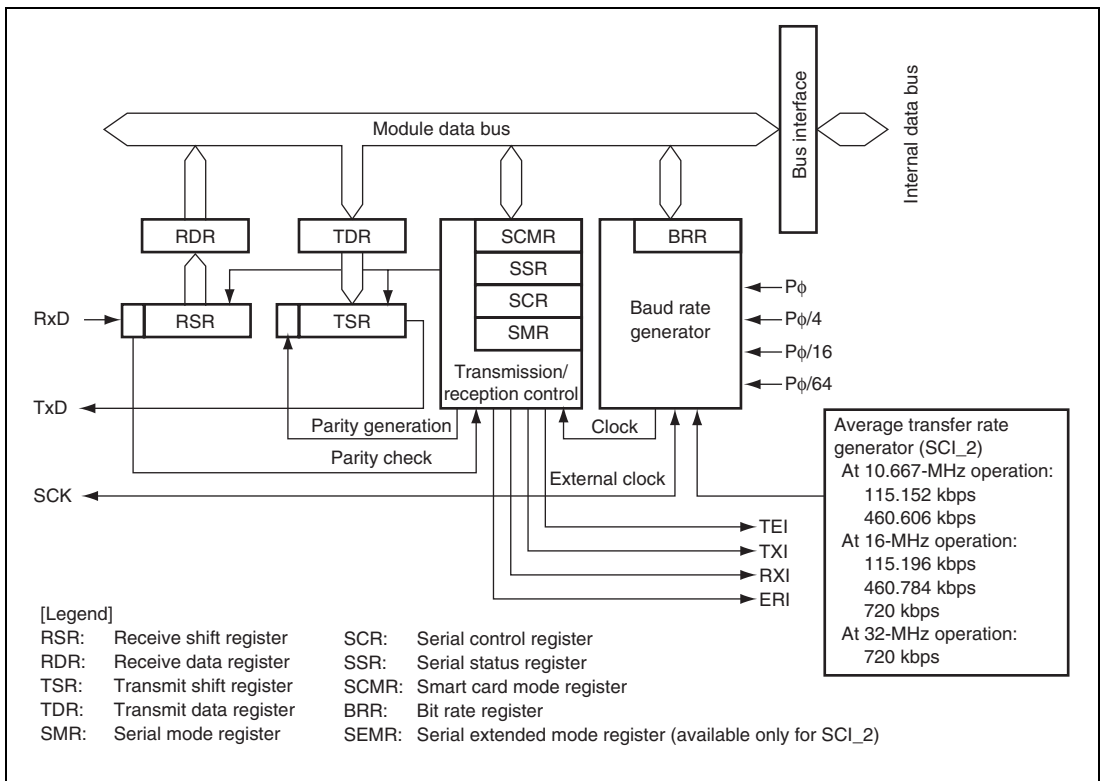 Module data bus
Bus interface
Internal data bus
RDR
TDR
SCMR
BRR
SSR
SCR
SMR
RxD
RSR
TSR
Baud rate
generator
Pϕ
Pϕ/4
Pϕ/16
Pϕ/64
Transmission/
reception control
TxD
Parity generation
Clock
Parity check
SCK
External clock
Average transfer rate
generator (SCI_2)
At 10.667-MHz operation:
115.152 kbps
460.606 kbps
At 16-MHz operation:
115.196 kbps
460.784 kbps
720 kbps
At 32-MHz operation:
720 kbps
TEI
TXI
RXI
ERI
[Legend]
RSR: Receive shift register
RDR: Receive data register
TSR: Transmit shift register
TDR: Transmit data register
SMR: Serial mode register
SCR: Serial control register
SSR: Serial status register
SCMR: Smart card mode register
BRR: Bit rate register
SEMR: Serial extended mode register (available only for SCI_2)